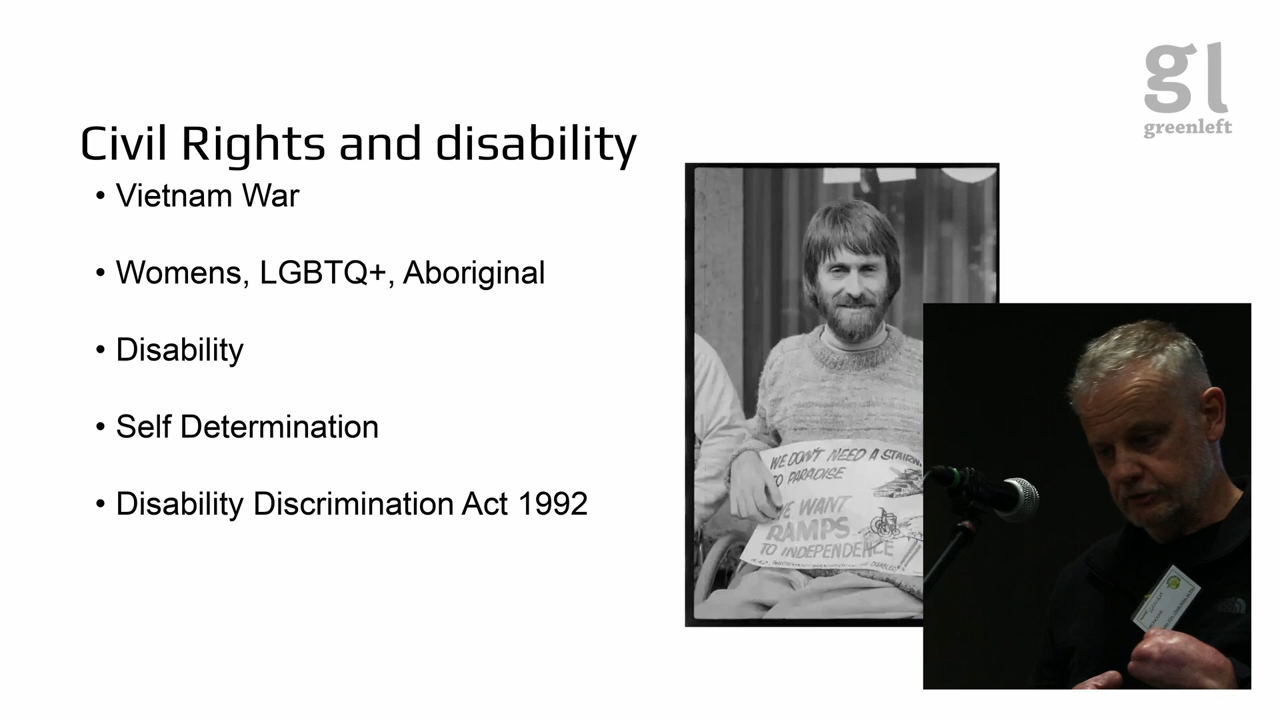 gl
greenleft
Civil Rights and disability
• Vietnam War
• Womens, LGBTQ+, Aboriginal
• Disability
• Self Determination
• Disability Discrimination Act 1992
WE DON'T NEED A
TO PARADISE
WE WANT
RAMPS
TO INDEPENDENCE